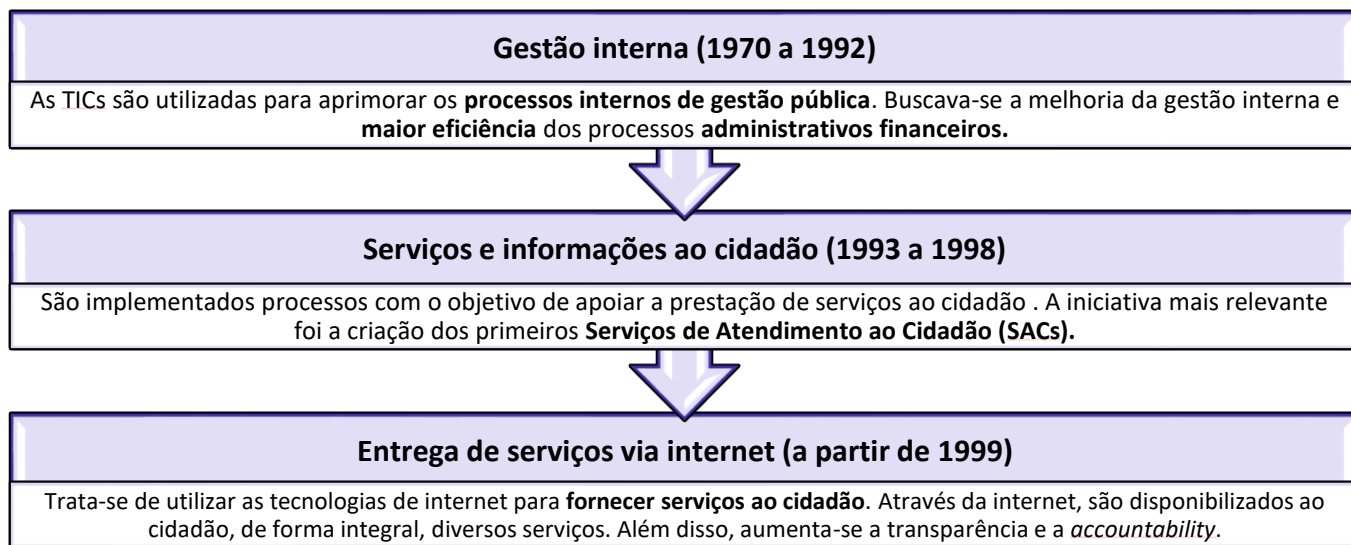 Gestão interna (1970 a 1992)
As TICs são utilizadas para aprimorar os processos internos de gestão pública. Buscava-se a melhoria da gestão interna e
maior eficiência dos processos administrativos financeiros.
Serviços e informações ao cidadão (1993 a 1998)
São implementados processos com o objetivo de apoiar a prestação de serviços ao cidadão . A iniciativa mais relevante
foi a criação dos primeiros Serviços de Atendimento ao Cidadão (SACs).
Entrega de serviços via internet (a partir de 1999)
Trata-se de utilizar as tecnologias de internet para fornecer serviços ao cidadão. Através da internet, são disponibilizados ao
cidadão, de forma integral, diversos serviços. Além disso, aumenta-se a transparência e a accountability.